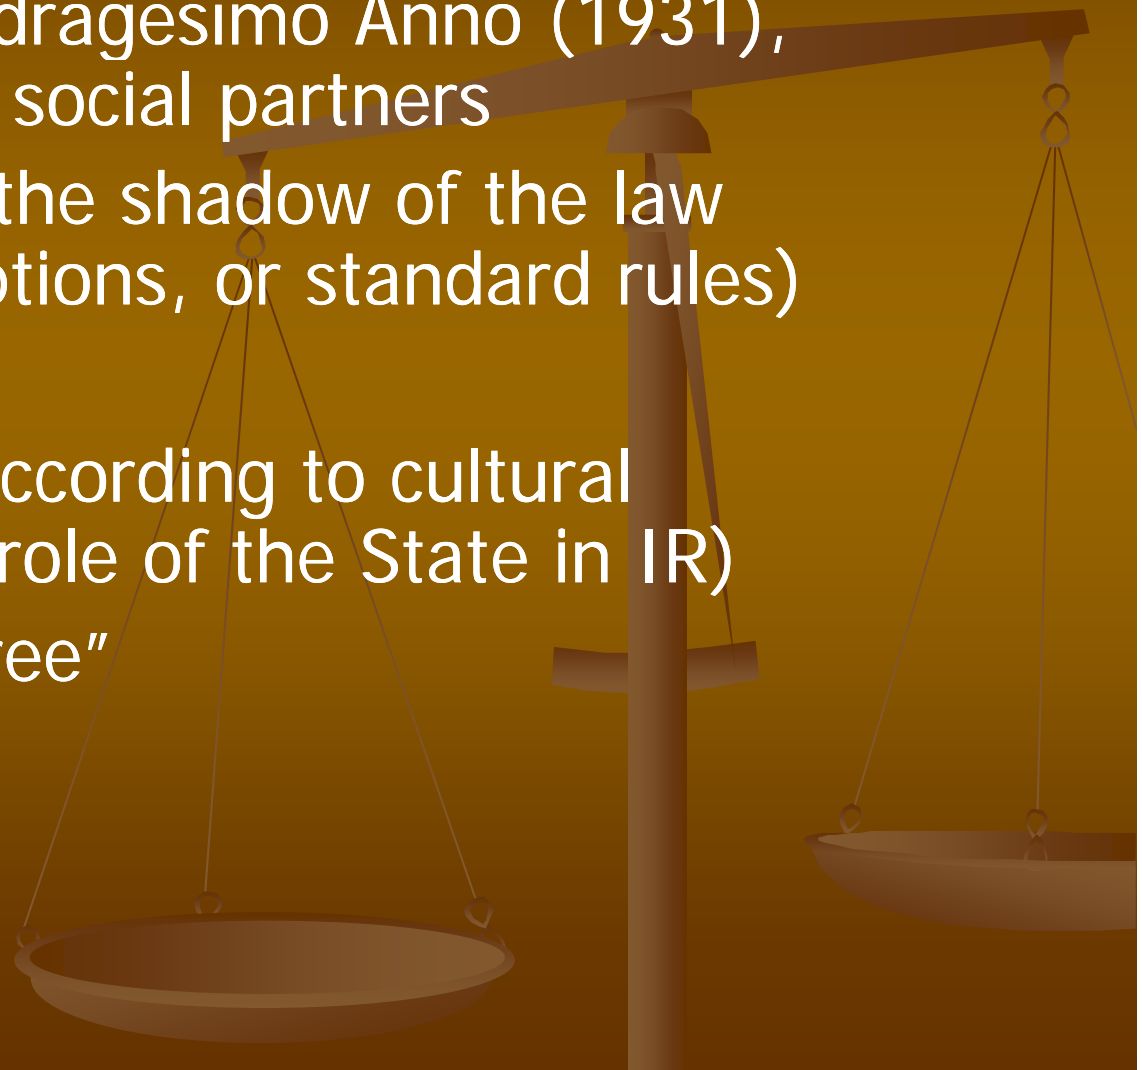 dragesimo Anno (1931),
social partners
the shadow of the law
ptions, or standard rules)
ccording to cultural
role of the State in IR)
ree”